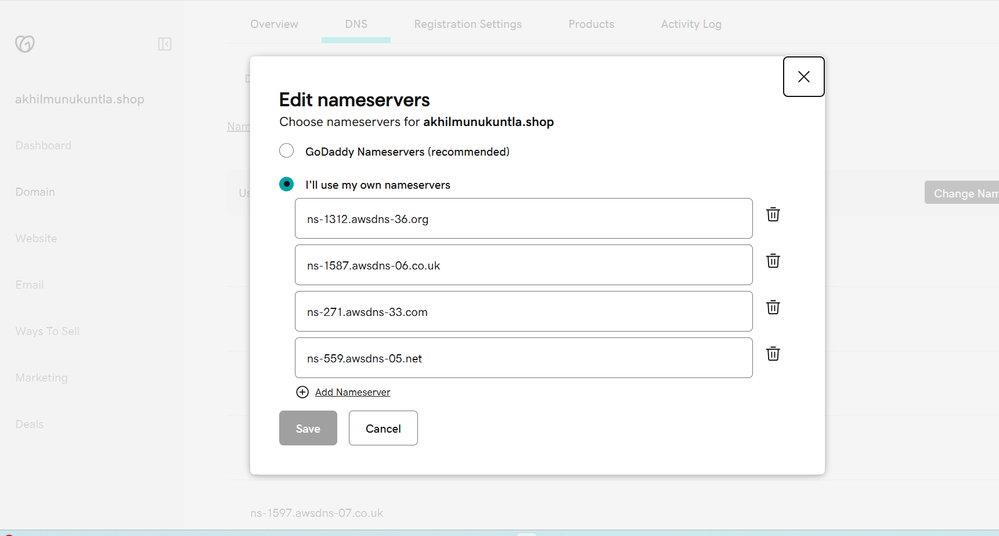 Overview
DNS
Registration Settings
Products
Activity Log
akhilmunukuntla.shop
Dashboard
Domain
Website
Email
Ways To Sell
Marketing
Deals
Nam
Us
Change Nam
Edit nameservers
Choose nameservers for akhilmunukuntla.shop
GoDaddy Nameservers (recommended)
I'll use my own nameservers
ns-1312.awsdns-36.org
ns-1587.awsdns-06.co.uk
ns-271.awsdns-33.com
ns-559.awsdns-05.net
Add Nameserver
Save
Cancel
ns-1597.awsdns-07.co.uk